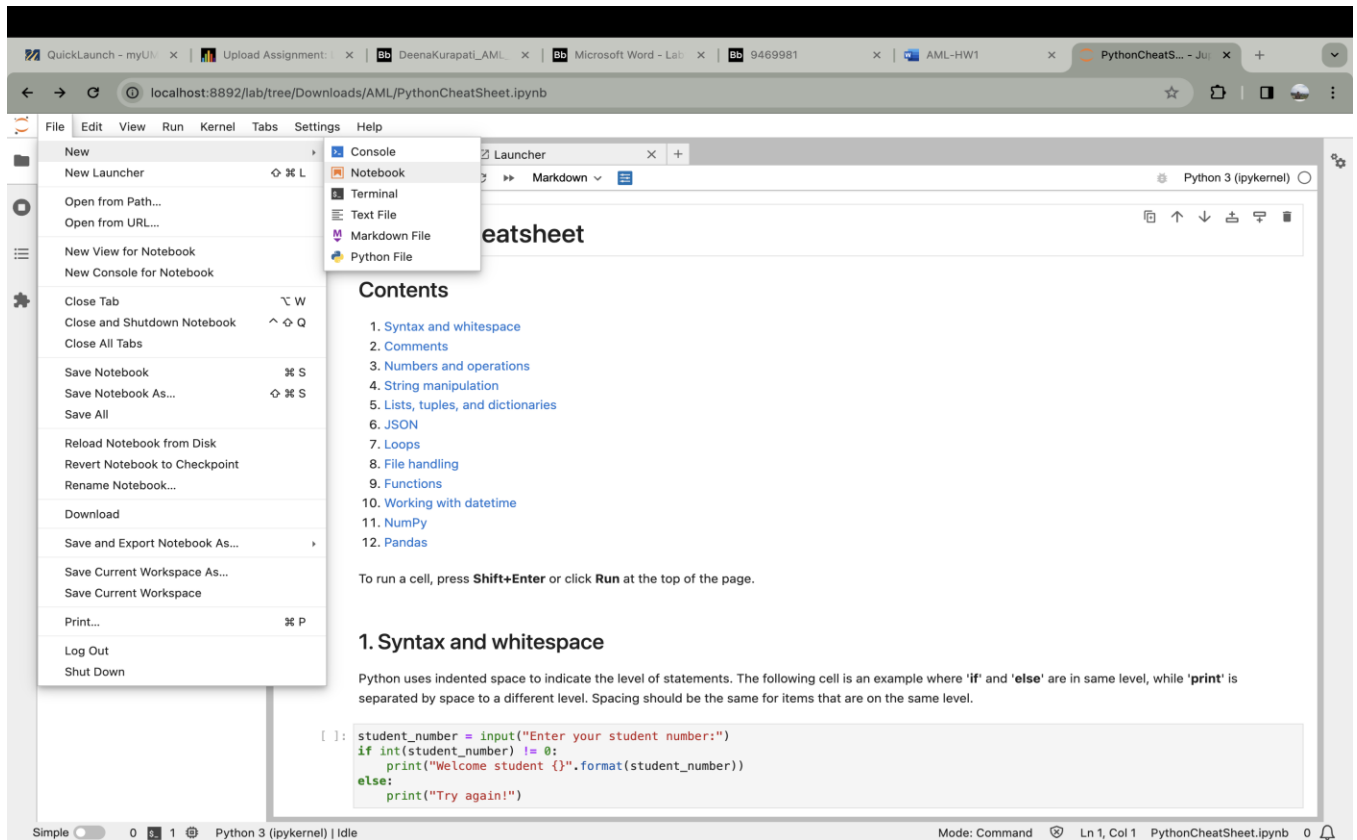 QuickLaunch - myUM
Upload Assignment:
Bb DeenaKurapati_AML_
Bb Microsoft Word - Lab
Bb 9469981
AML-HW1
PythonCheatS... - Jup
localhost:8892/lab/tree/Downloads/AML/PythonCheatSheet.ipynb
File Edit View Run Kernel Tabs Settings Help
New
New Launcher ⇧ ⌘ L
Open from Path...
Open from URL...
New View for Notebook
New Console for Notebook
Close Tab ⌥ W
Close and Shutdown Notebook ^ ⇧ Q
Close All Tabs
Save Notebook ⌘ S
Save Notebook As... ⇧ ⌘ S
Save All
Reload Notebook from Disk
Revert Notebook to Checkpoint
Rename Notebook...
Download
Save and Export Notebook As...
Save Current Workspace As...
Save Current Workspace
Print... ⌘ P
Log Out
Shut Down
Console
Notebook
Terminal
Text File
Markdown File
Python File
Launcher
Markdown
Python 3 (ipykernel)
eatsheet
Contents
1. Syntax and whitespace
2. Comments
3. Numbers and operations
4. String manipulation
5. Lists, tuples, and dictionaries
6. JSON
7. Loops
8. File handling
9. Functions
10. Working with datetime
11. NumPy
12. Pandas
To run a cell, press Shift+Enter or click Run at the top of the page.
1. Syntax and whitespace
Python uses indented space to indicate the level of statements. The following cell is an example where 'if' and 'else' are in same level, while 'print' is
separated by space to a different level. Spacing should be the same for items that are on the same level.
[ ]: student_number = input("Enter your student number:")
if int(student_number) != 0:
    print("Welcome student {}".format(student_number))
else:
    print("Try again!")
Simple 0 1 Python 3 (ipykernel) | Idle Mode: Command Ln 1, Col 1 PythonCheatSheet.ipynb 0